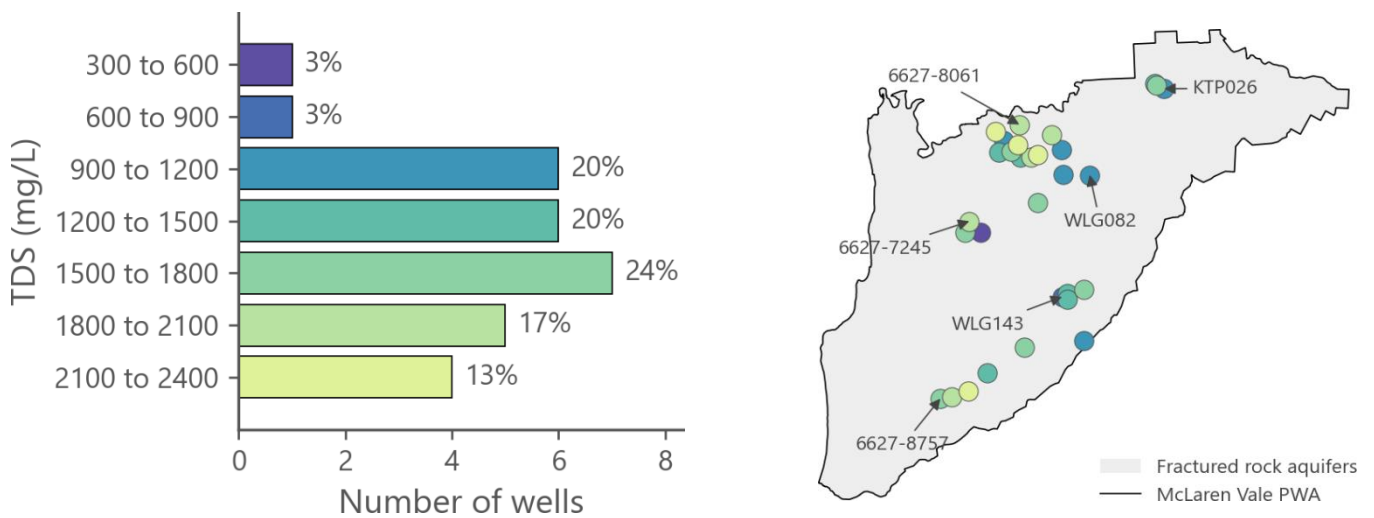 TDS (mg/L)
300 to 600
3%
600 to 900
3%
900 to 1200
20%
1200 to 1500
20%
1500 to 1800
24%
1800 to 2100
17%
2100 to 2400
13%
0 2 4 6 8
Number of wells
6627-8061
KTP026
WLG082
6627-7245
WLG143
6627-8757
Fractured rock aquifers
McLaren Vale PWA